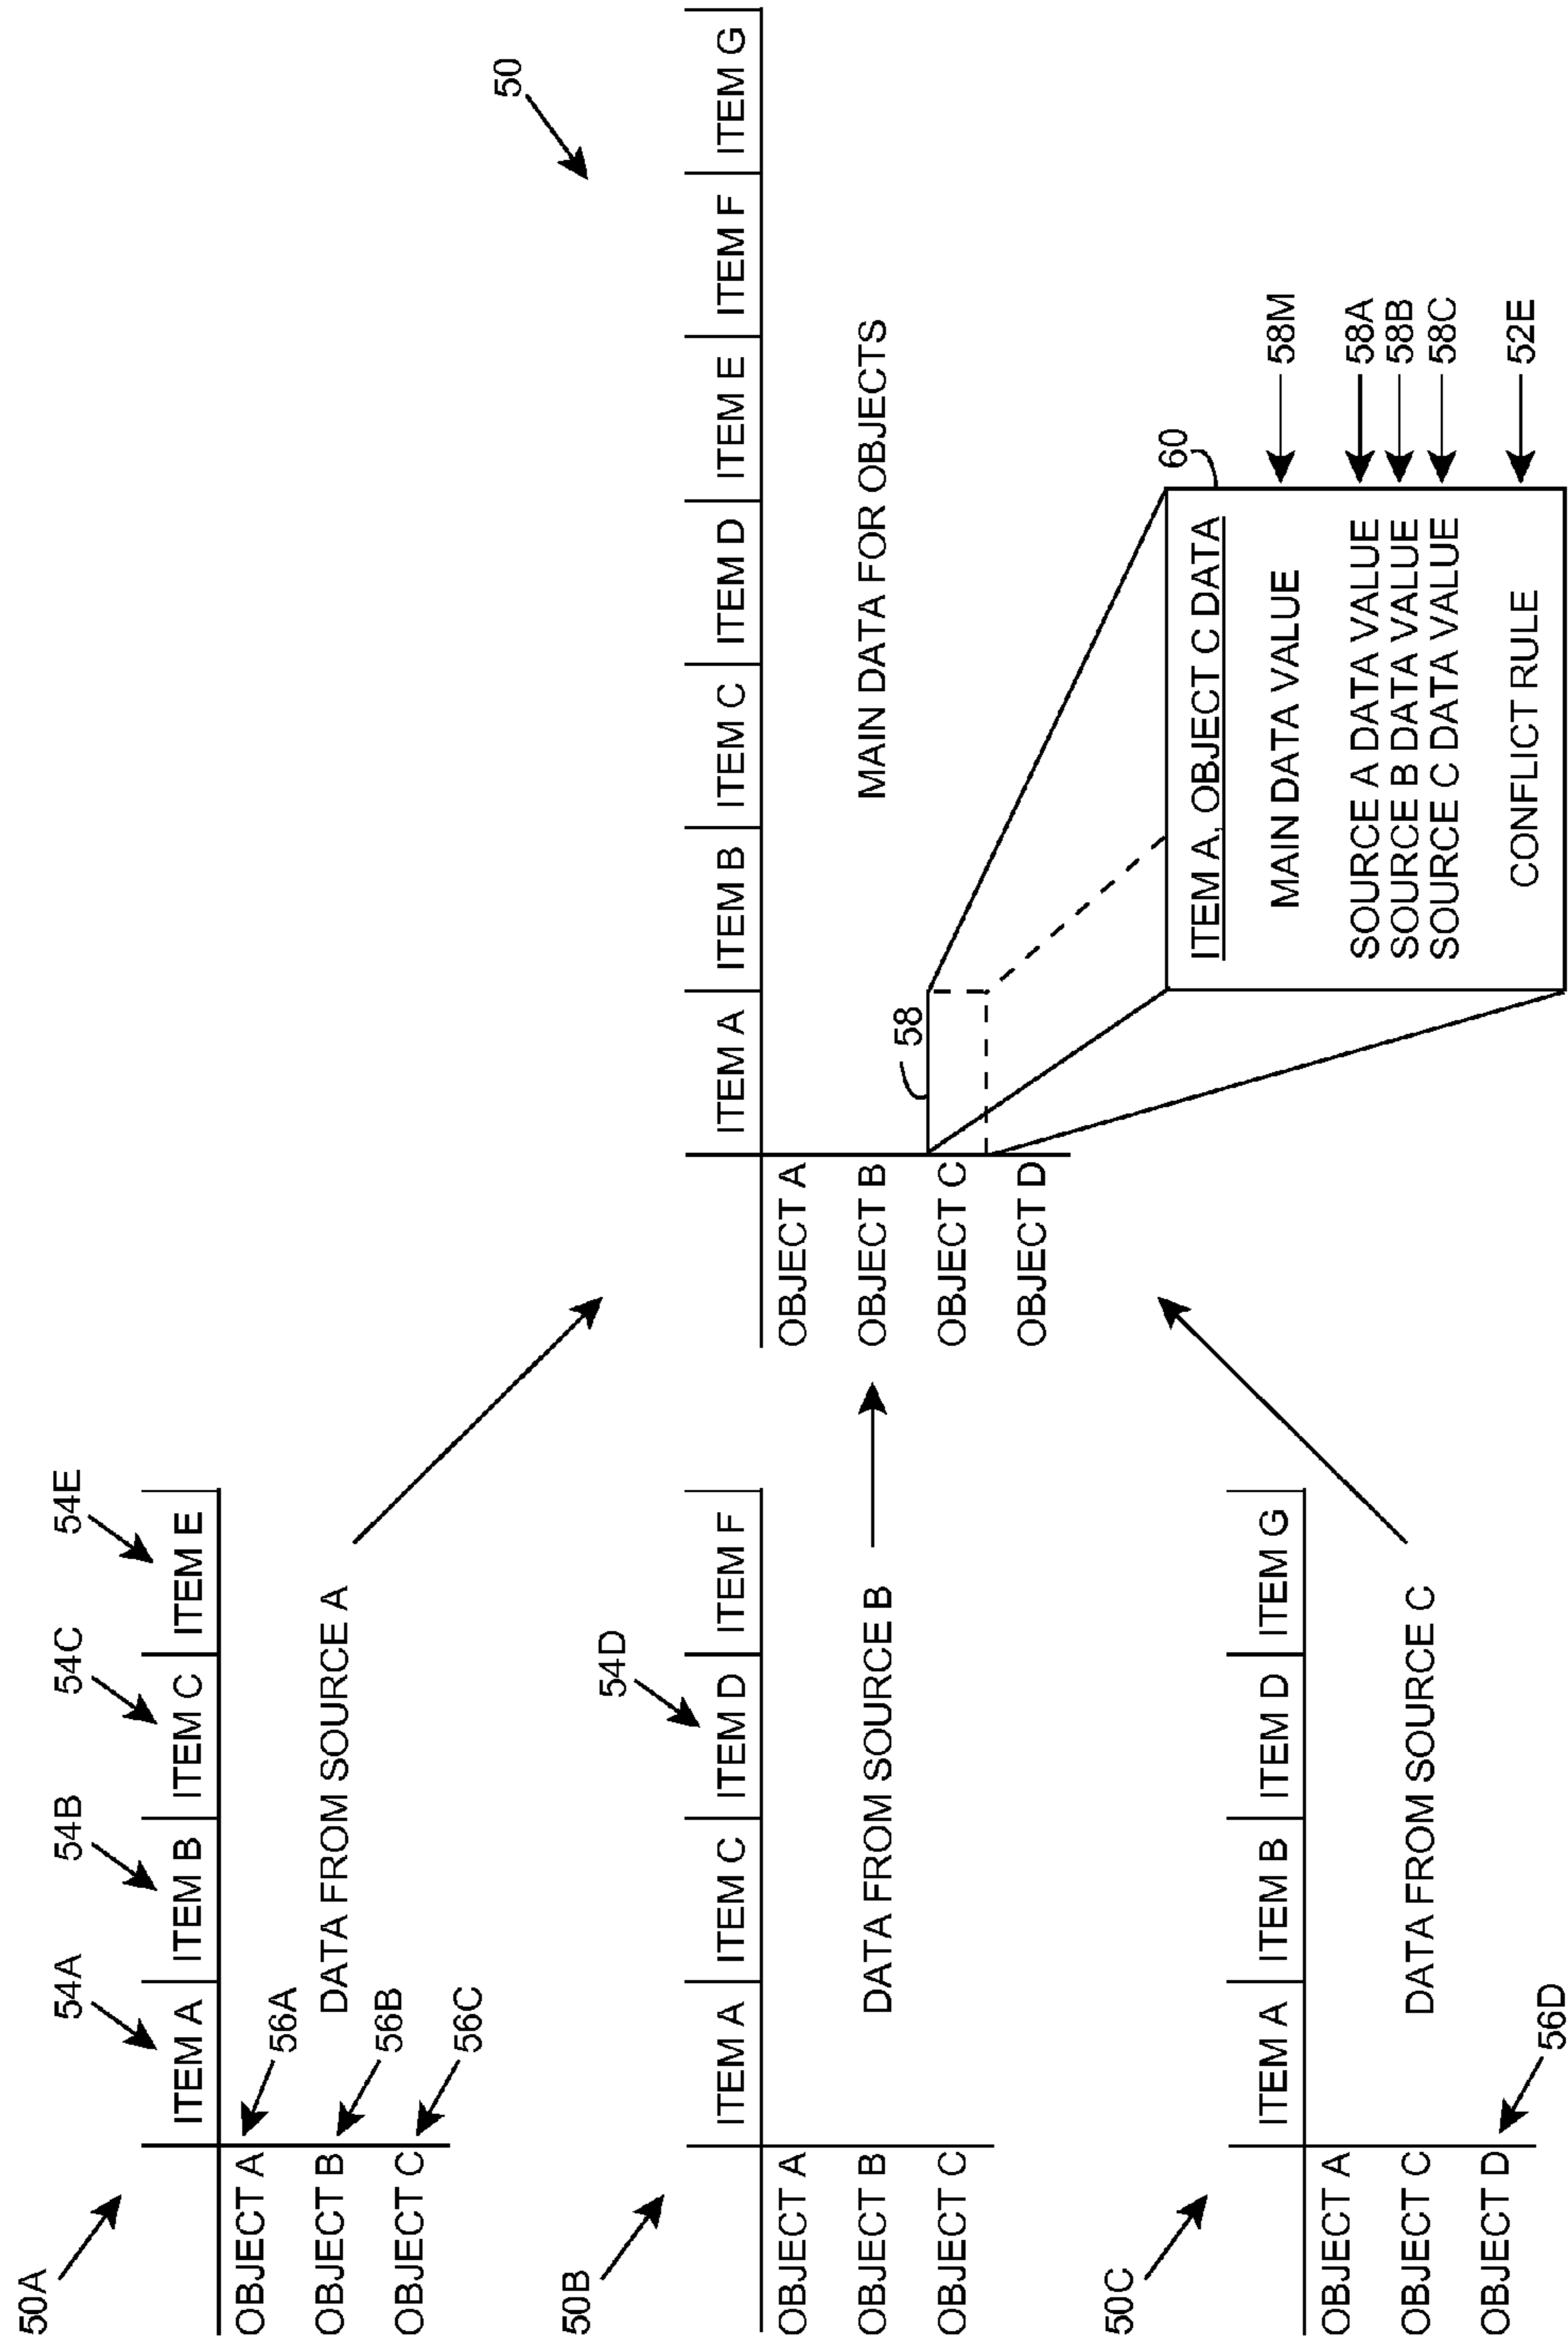 50A
54A
54B
54C
54E
ITEM A
ITEM B
ITEM C
ITEM E
OBJECT A
OBJECT B
OBJECT C
56A
56B
56C
DATA FROM SOURCE A
50B
54D
ITEM A
ITEM C
ITEM D
ITEM F
OBJECT A
OBJECT B
OBJECT C
DATA FROM SOURCE B
50C
ITEM A
ITEM B
ITEM D
ITEM G
OBJECT A
OBJECT C
OBJECT D
DATA FROM SOURCE C
56D
50
ITEM A
ITEM B
ITEM C
ITEM D
ITEM E
ITEM F
ITEM G
OBJECT A
OBJECT B
OBJECT C
OBJECT D
MAIN DATA FOR OBJECTS
58
60
ITEM A, OBJECT C DATA
MAIN DATA VALUE
58M
SOURCE A DATA VALUE
58A
SOURCE B DATA VALUE
58B
SOURCE C DATA VALUE
58C
CONFLICT RULE
52E